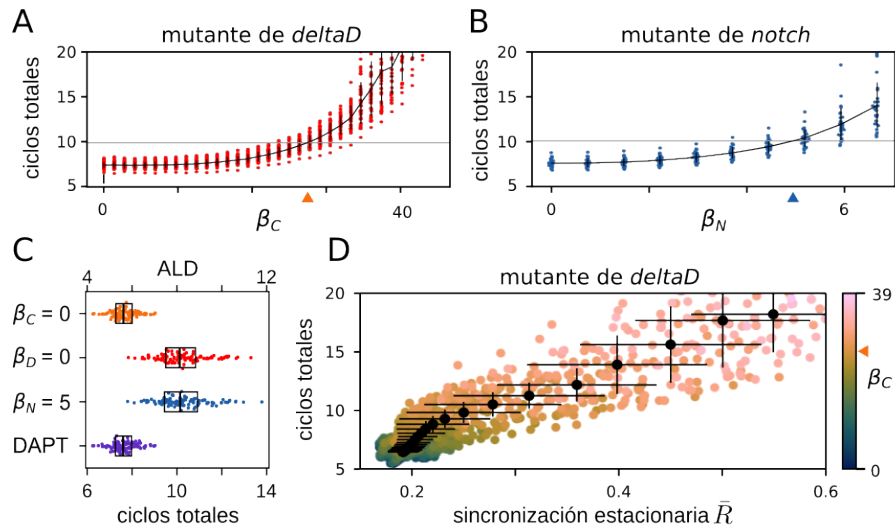 A
mutante de deltaD
ciclos totales
20
15
10
5
0
40
βC
B
mutante de notch
ciclos totales
20
15
10
5
0
6
βN
C
ALD
4
12
βC = 0
βD = 0
βN = 5
DAPT
6
10
14
ciclos totales
D
mutante de deltaD
ciclos totales
20
15
10
5
0.2
0.4
0.6
sincronización estacionaria R̄
39
βC
0